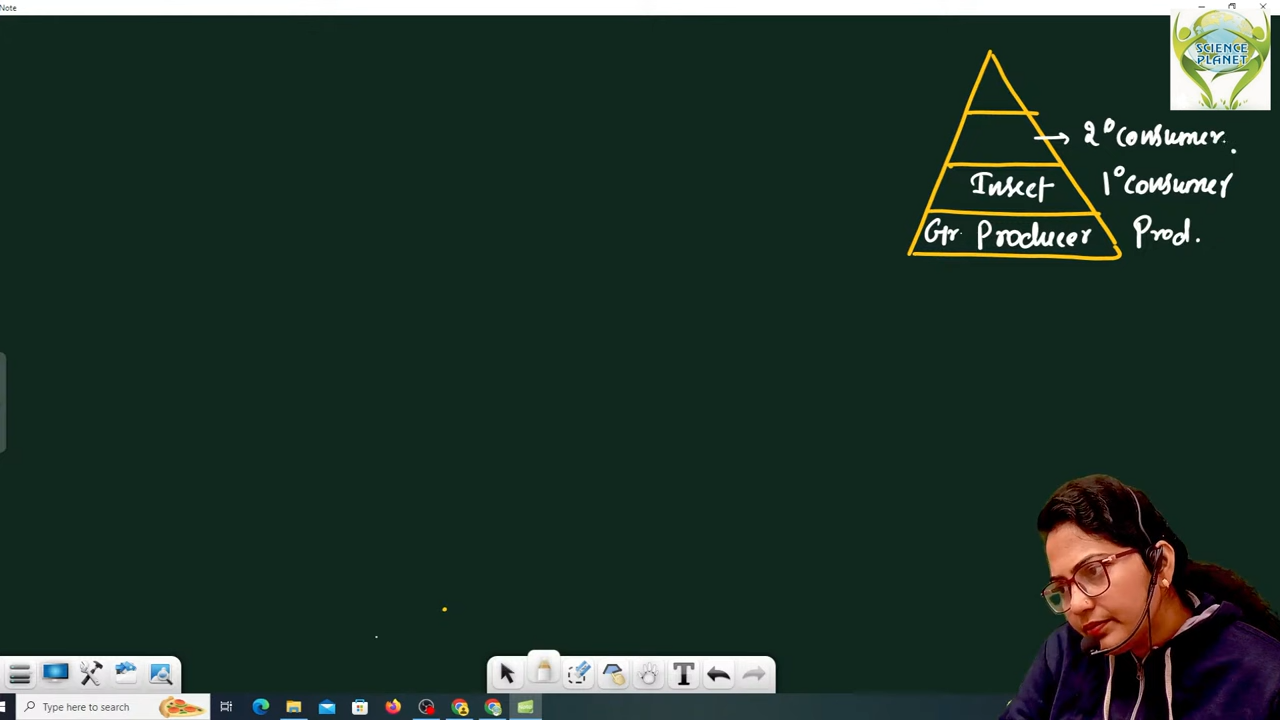 Note
SCIENCE
PLANET
2° Consumer.
Insect 1° Consumer
Gr. Producer Prod.
T
Type here to search